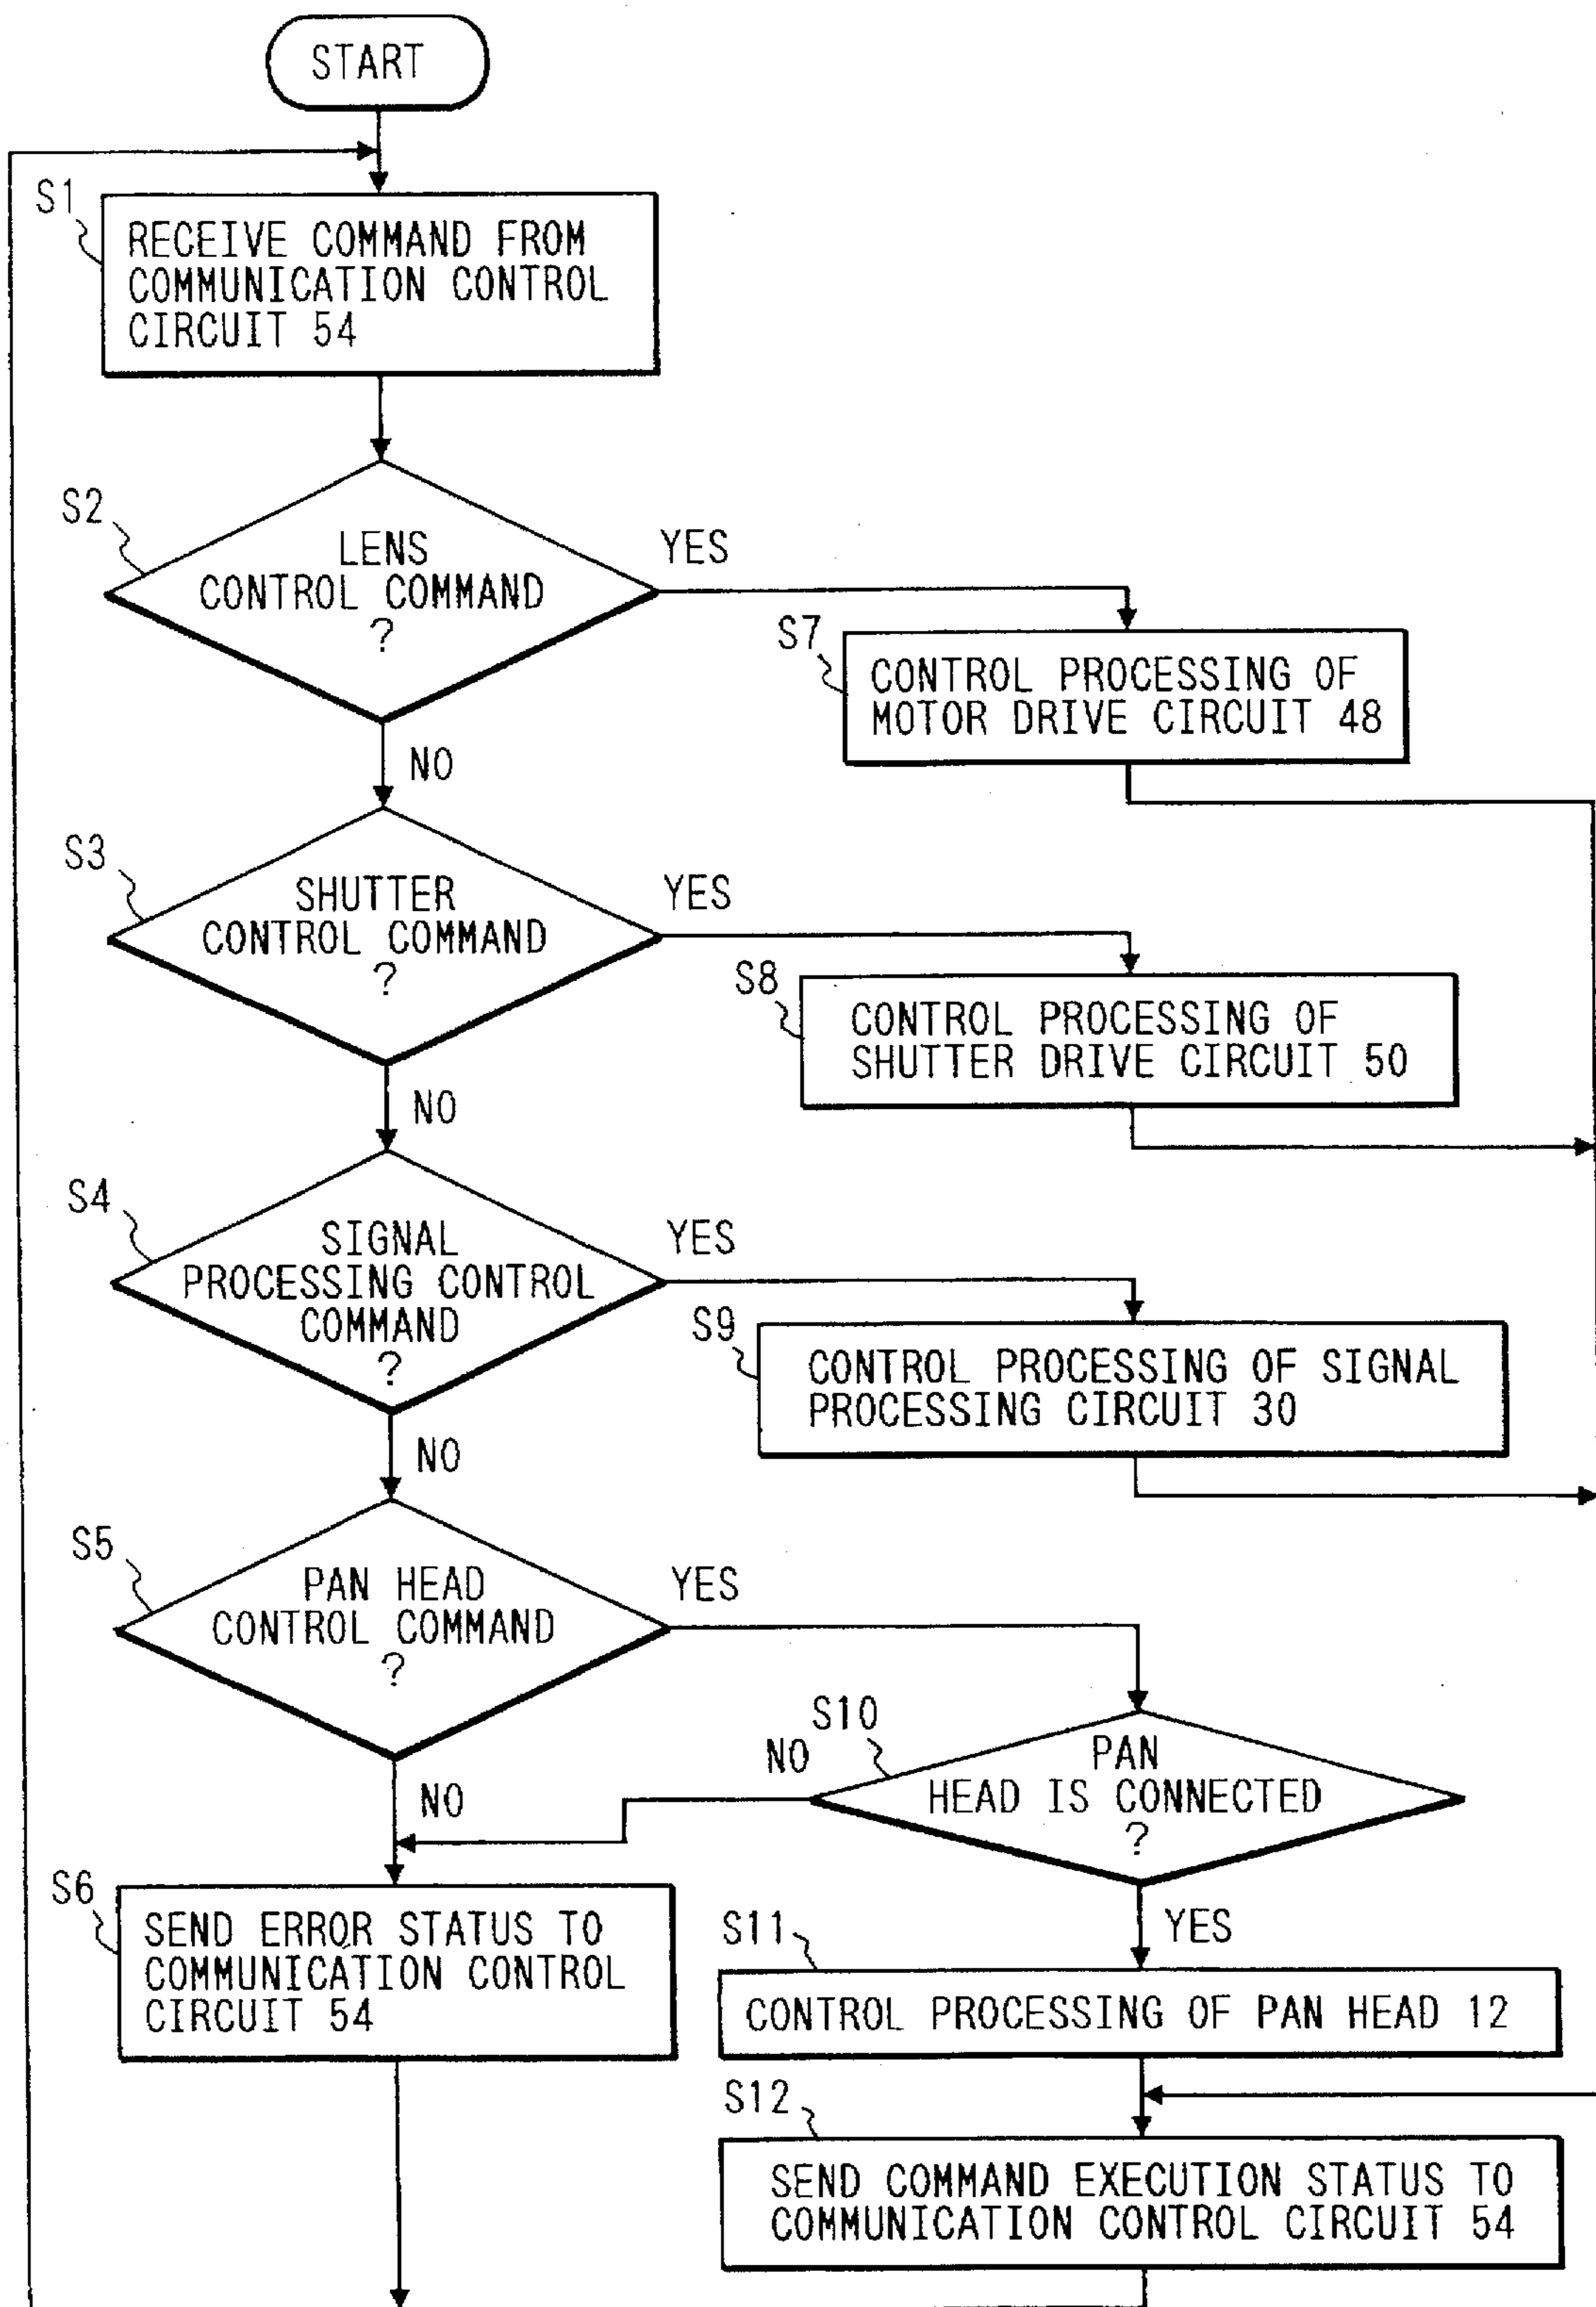 START
S1
RECEIVE COMMAND FROM
COMMUNICATION CONTROL
CIRCUIT 54
S2
LENS
CONTROL COMMAND
?
YES
S7
CONTROL PROCESSING OF
MOTOR DRIVE CIRCUIT 48
NO
S3
SHUTTER
CONTROL COMMAND
?
YES
S8
CONTROL PROCESSING OF
SHUTTER DRIVE CIRCUIT 50
NO
S4
SIGNAL
PROCESSING CONTROL
COMMAND
?
YES
S9
CONTROL PROCESSING OF SIGNAL
PROCESSING CIRCUIT 30
NO
S5
PAN HEAD
CONTROL COMMAND
?
YES
S10
PAN
HEAD IS CONNECTED
?
NO
NO
S6
SEND ERROR STATUS TO
COMMUNICATION CONTROL
CIRCUIT 54
YES
S11
CONTROL PROCESSING OF PAN HEAD 12
S12
SEND COMMAND EXECUTION STATUS TO
COMMUNICATION CONTROL CIRCUIT 54